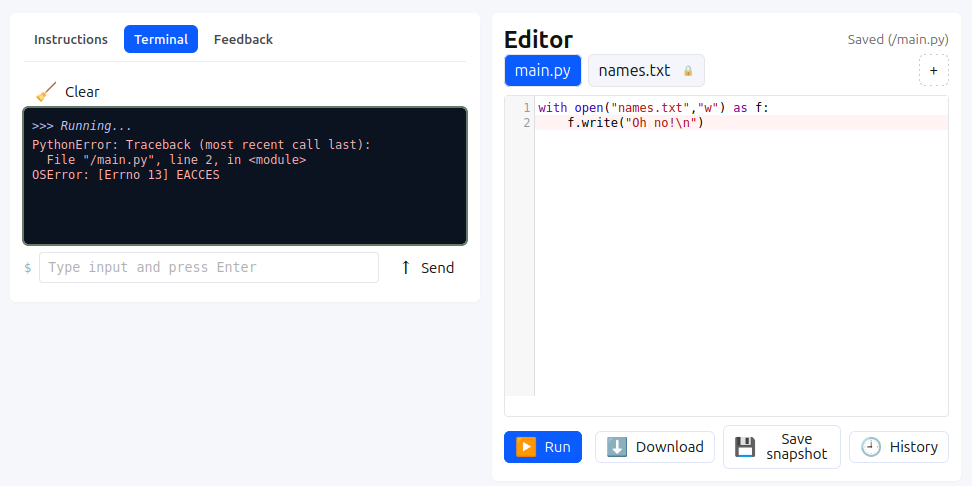 Instructions
Terminal
Feedback
Clear
>>> Running...
PythonError: Traceback (most recent call last):
  File "/main.py", line 2, in <module>
OSError: [Errno 13] EACCES
$
Type input and press Enter
↑ Send
Editor
Saved (/main.py)
main.py
names.txt
+
1 with open("names.txt","w") as f:
2     f.write("Oh no!\n")
Run
Download
Save
snapshot
History